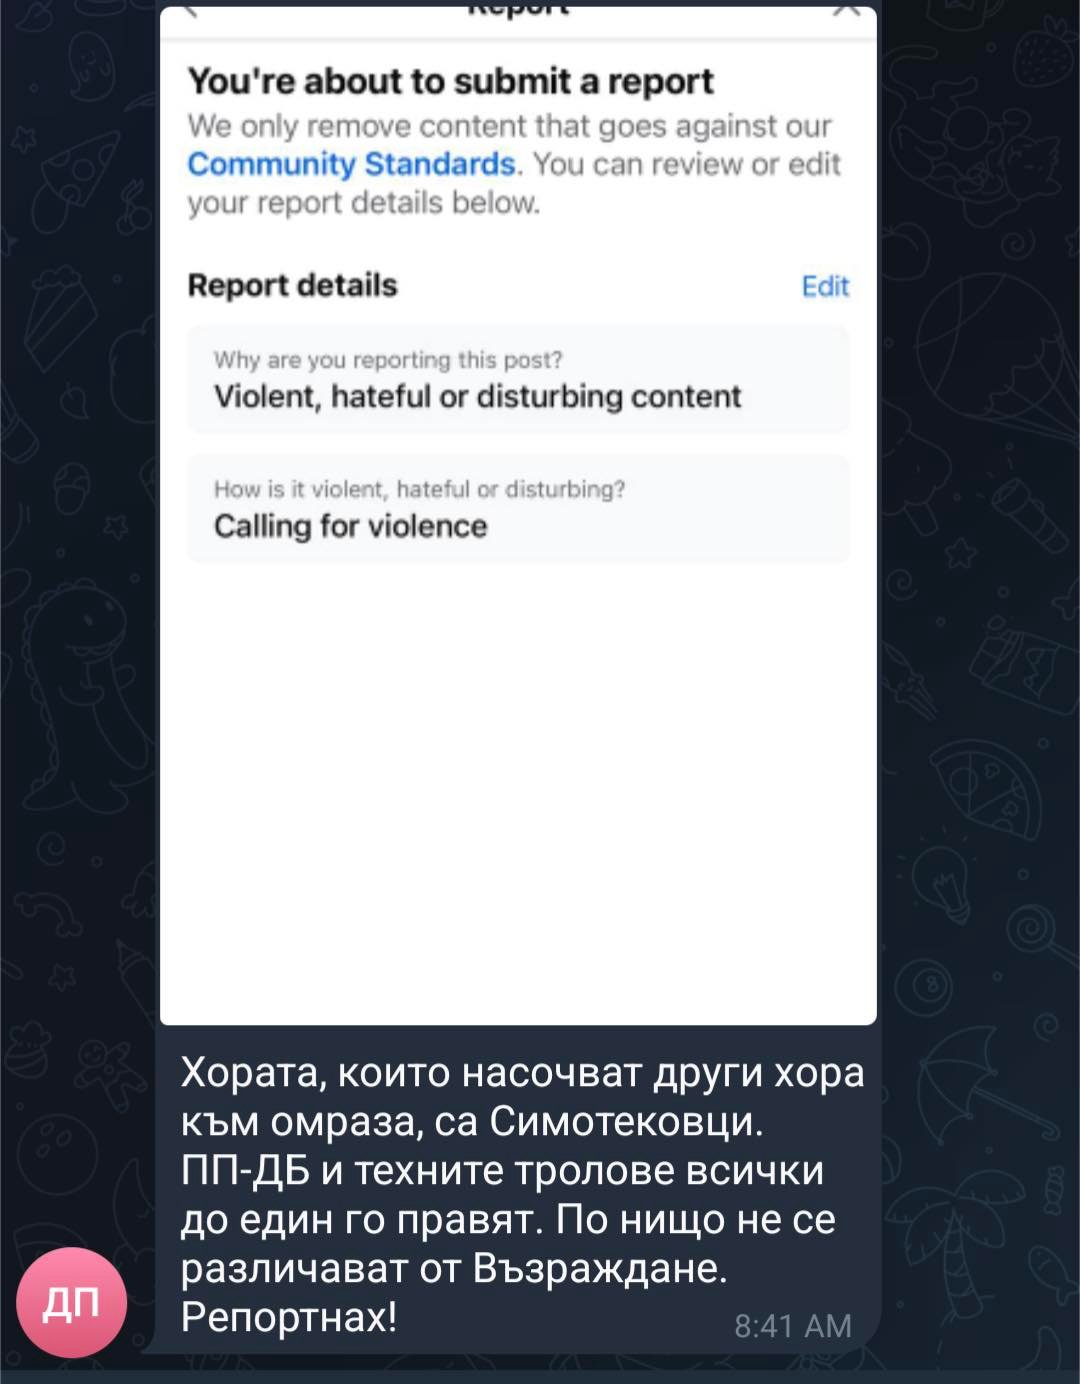 Report
You're about to submit a report
We only remove content that goes against our
Community Standards. You can review or edit
your report details below.
Report details
Edit
Why are you reporting this post?
Violent, hateful or disturbing content
How is it violent, hateful or disturbing?
Calling for violence
Хората, които насочват други хора
към омраза, са Симотековци.
ПП-ДБ и техните тролове всички
до един го правят. По нищо не се
различават от Възраждане.
Репортнах!
8:41 AM
ДП